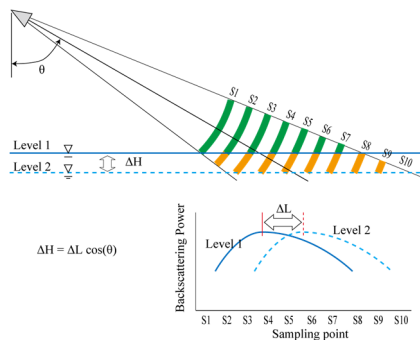 θ
S1
S2
S3
S4
S5
S6
S7
S8
S9
S10
Level 1
Level 2
ΔH
ΔH = ΔL cos(θ)
ΔL
Level 1
Level 2
Backscattering Power
S1 S2 S3 S4 S5 S6 S7 S8 S9 S10
Sampling point